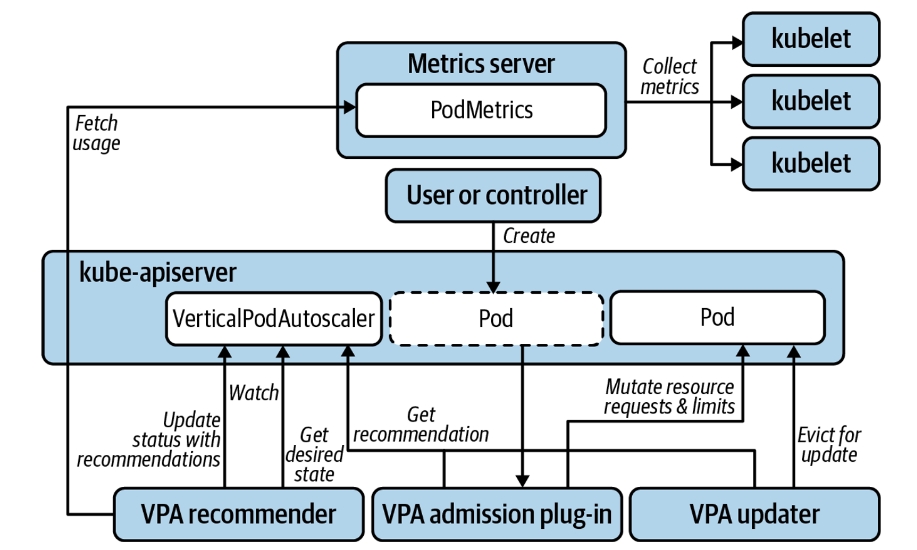 kubelet
Metrics server
Collect
metrics
PodMetrics
kubelet
Fetch
usage
kubelet
User or controller
Create
kube-apiserver
VerticalPodAutoscaler
Pod
Pod
Watch
Mutate resource
requests & limits
Update
status with
recommendations
Get
desired
state
Get
recommendation
Evict for
update
VPA recommender
VPA admission plug-in
VPA updater